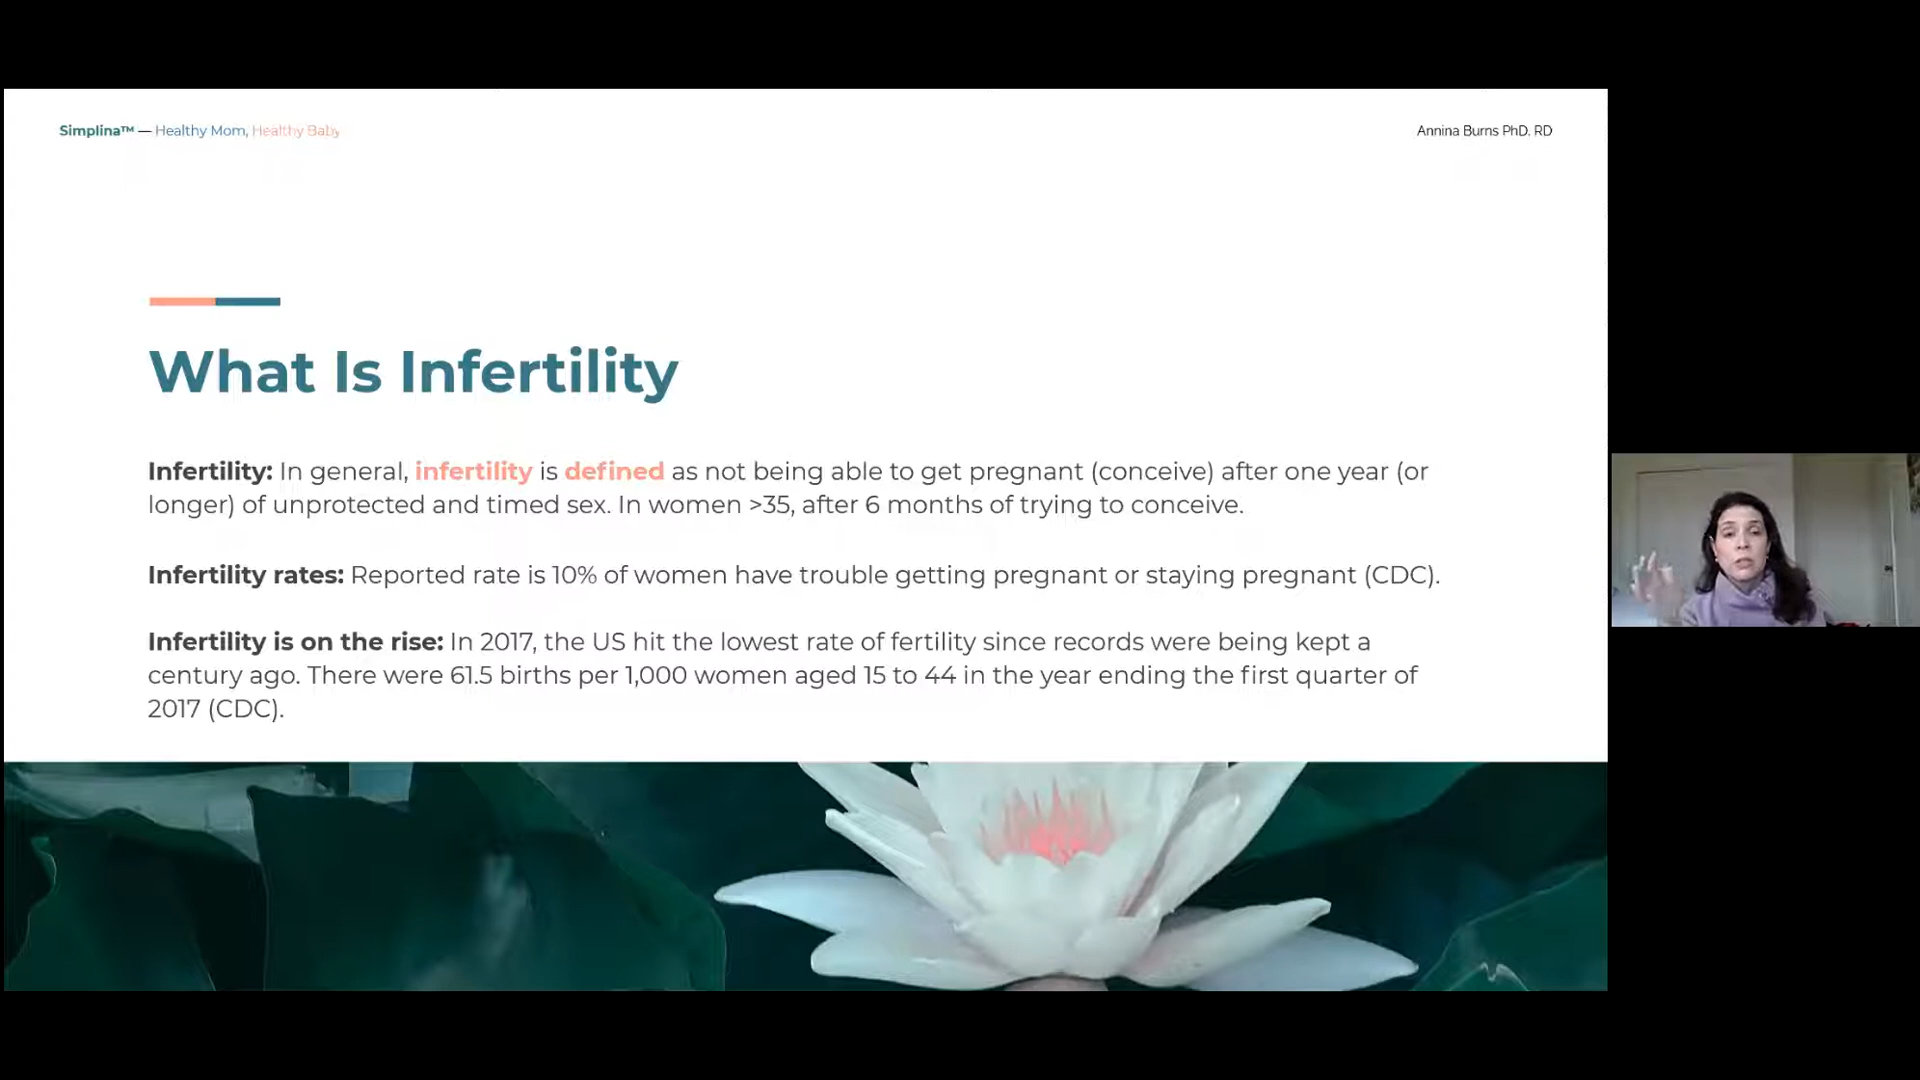 Simplina™ — Healthy Mom, Healthy Baby
Annina Burns PhD, RD
What Is Infertility
Infertility: In general, infertility is defined as not being able to get pregnant (conceive) after one year (or
longer) of unprotected and timed sex. In women >35, after 6 months of trying to conceive.
Infertility rates: Reported rate is 10% of women have trouble getting pregnant or staying pregnant (CDC).
Infertility is on the rise: In 2017, the US hit the lowest rate of fertility since records were being kept a
century ago. There were 61.5 births per 1,000 women aged 15 to 44 in the year ending the first quarter of
2017 (CDC).